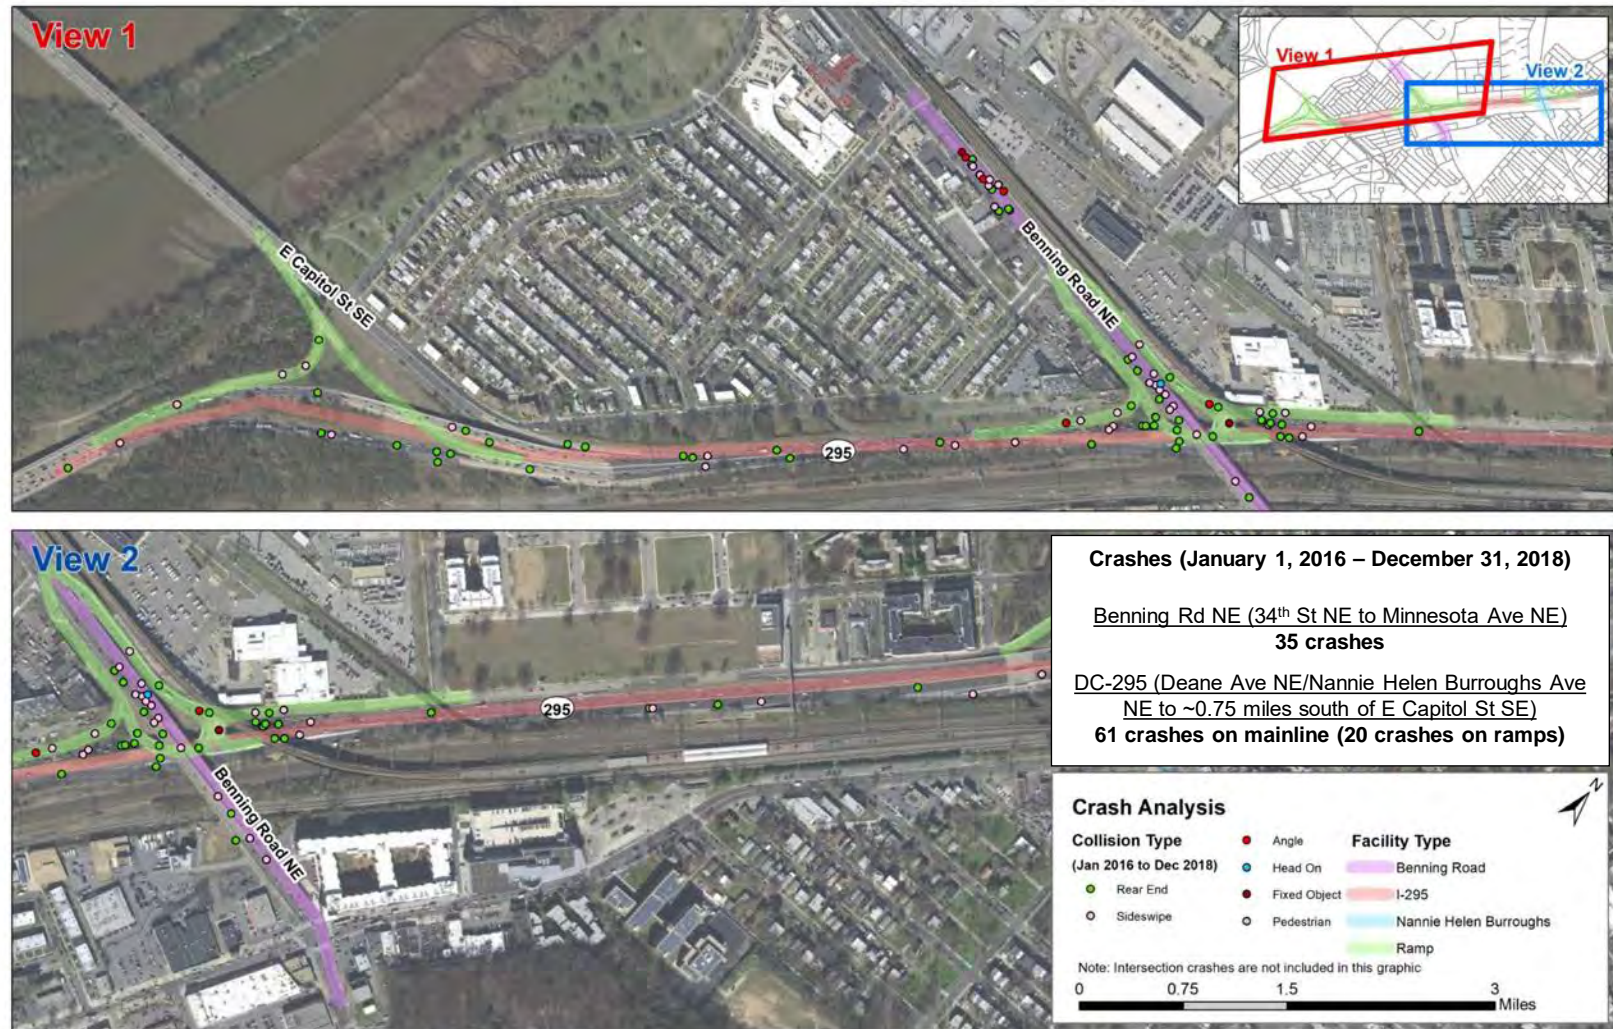 View 1
View 1
View 2
E Capitol St SE
Benning Road NE
295
View 2
295
Benning Road NE
Crashes (January 1, 2016 – December 31, 2018)
Benning Rd NE (34th St NE to Minnesota Ave NE)
35 crashes
DC-295 (Deane Ave NE/Nannie Helen Burroughs Ave
NE to ~0.75 miles south of E Capitol St SE)
61 crashes on mainline (20 crashes on ramps)
Crash Analysis
Collision Type
(Jan 2016 to Dec 2018)
Rear End
Sideswipe
Angle
Head On
Fixed Object
Pedestrian
Facility Type
Benning Road
I-295
Nannie Helen Burroughs
Ramp
N
Note: Intersection crashes are not included in this graphic
0 0.75 1.5 3
Miles